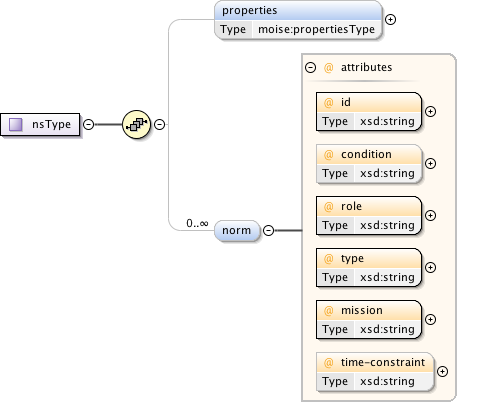 properties
Type moise:propertiesType
@ attributes
@ id
Type xsd:string
nsType
@ condition
Type xsd:string
@ role
Type xsd:string
0..∞
norm
@ type
Type xsd:string
@ mission
Type xsd:string
@ time-constraint
Type xsd:string